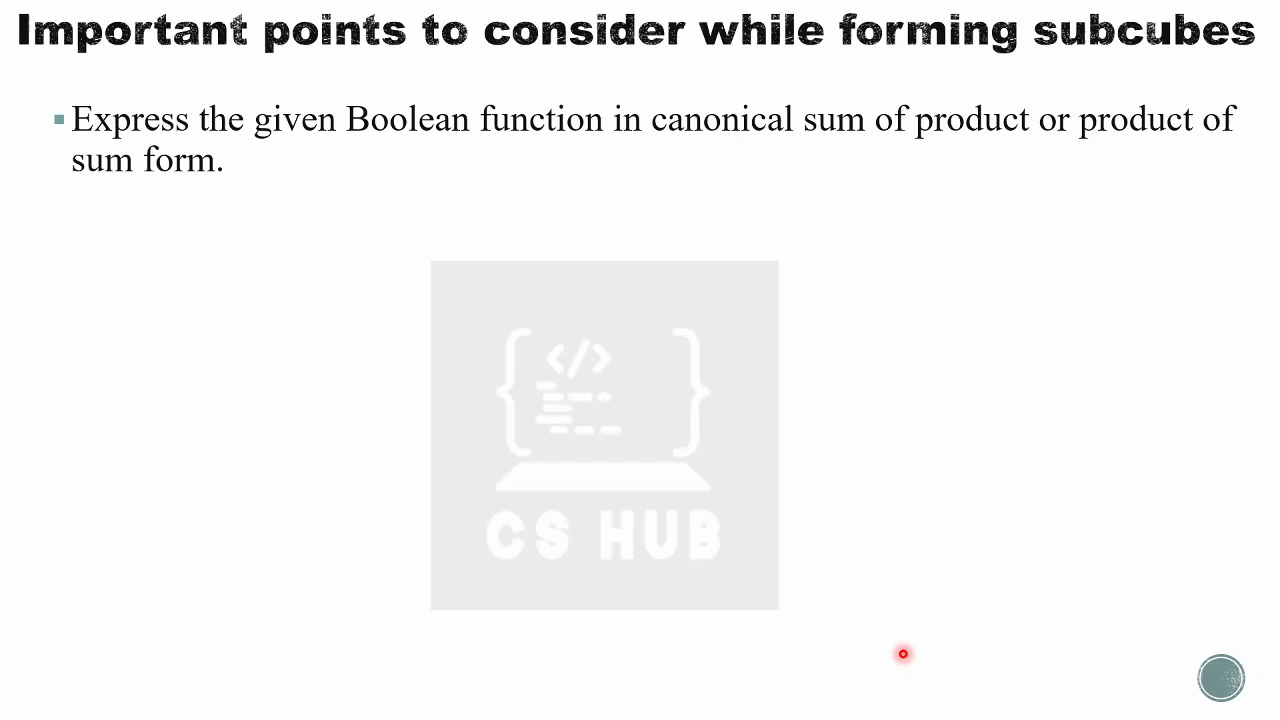 Important points to consider while forming subcubes
Express the given Boolean function in canonical sum of product or product of
sum form.
</>
CS HUB